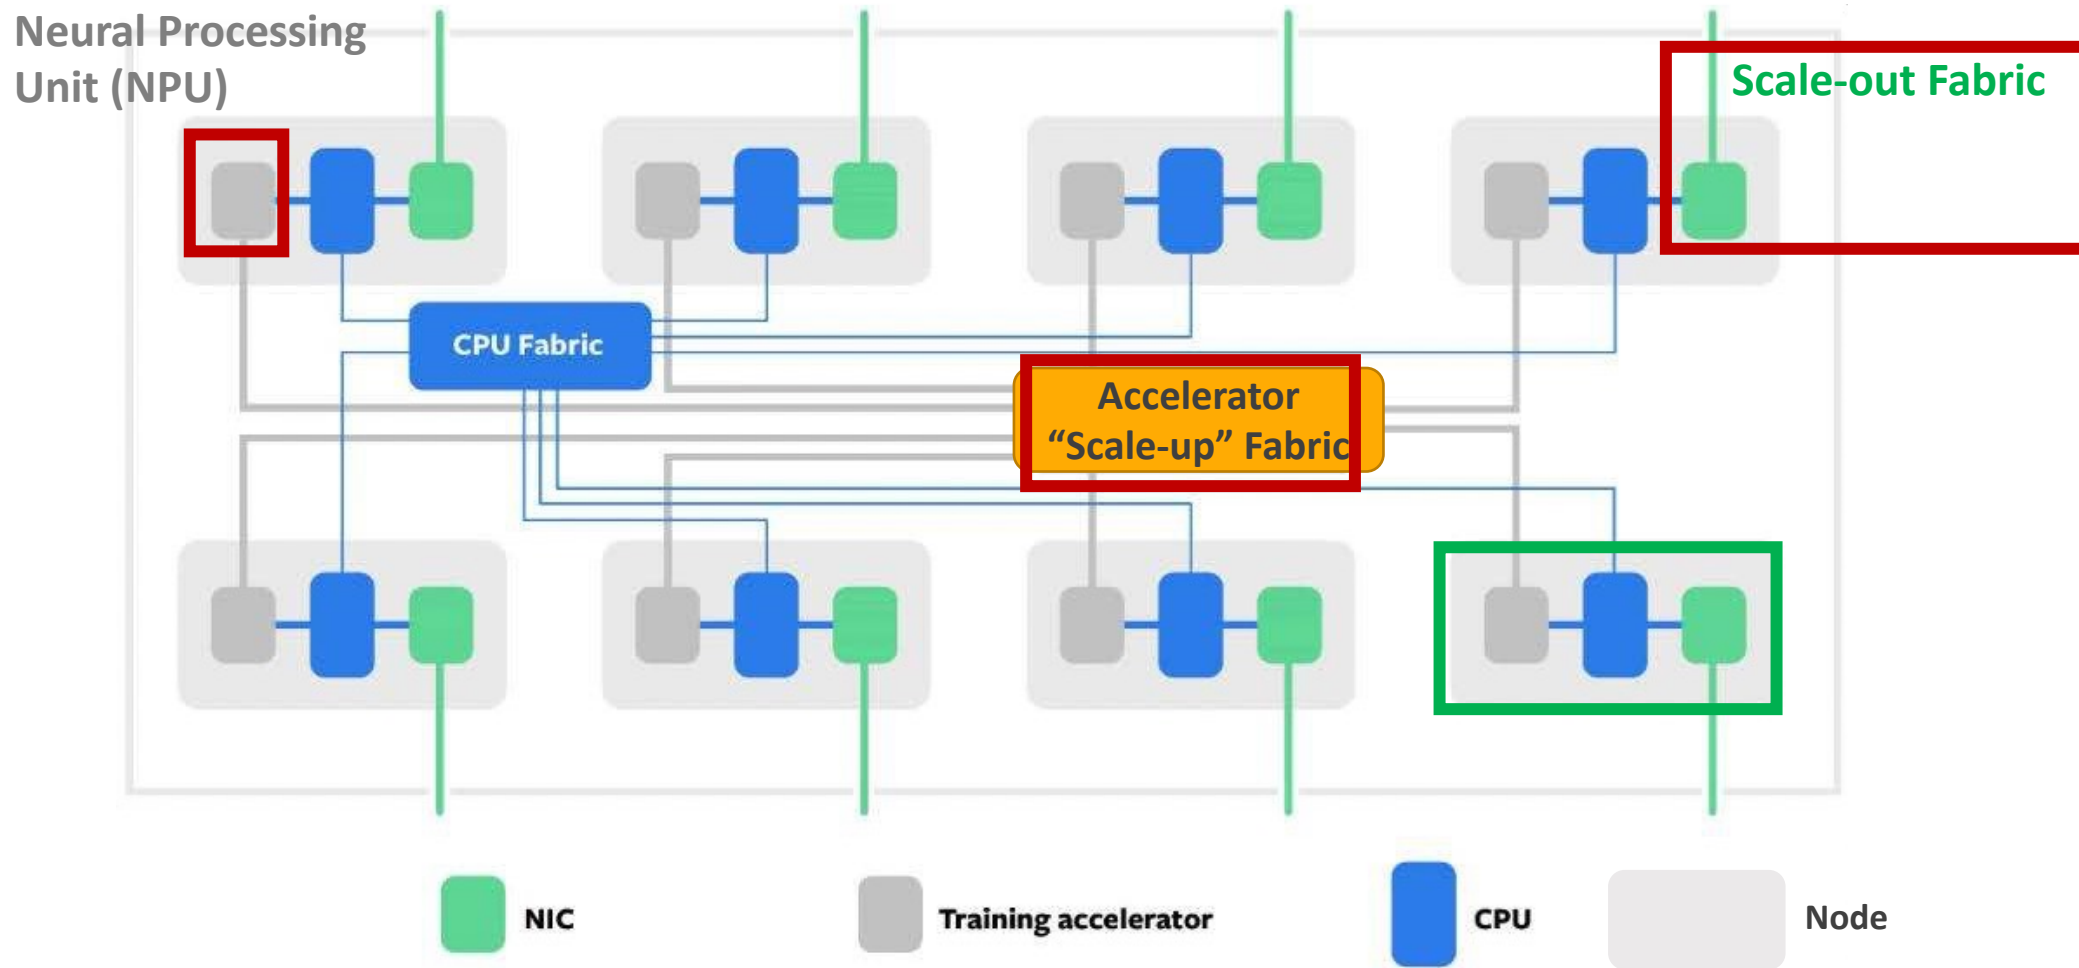 Neural Processing
Unit (NPU)
Scale-out Fabric
CPU Fabric
Accelerator
“Scale-up” Fabric
NIC
Training accelerator
CPU
Node